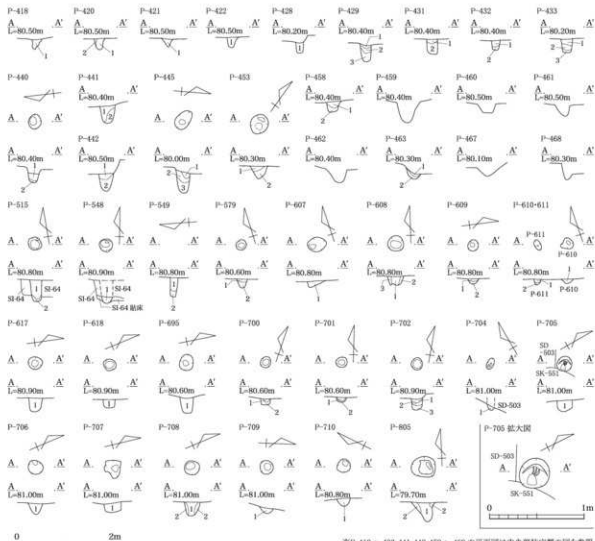 P-418 P-420 P-421 P-422 P-428 P-429 P-431 P-432 P-433
A A' A A' A A' A A' A A' A A' A A' A A' A A'
L=80.50m L=80.50m L=80.50m L=80.50m L=80.20m L=80.40m L=80.40m L=80.40m L=80.20m
P-440 P-441 P-445 P-453 P-458 P-459 P-460 P-461
L=80.40m L=80.40m L=80.40m L=80.50m L=80.50m
P-442 P-462 P-463 P-467 P-468
L=80.40m L=80.50m L=80.00m L=80.30m L=80.40m L=80.30m L=80.10m L=80.30m
P-515 P-548 P-549 P-579 P-607 P-608 P-609 P-610・611
P-611
P-610
L=80.80m L=80.90m L=80.80m L=80.60m L=80.80m L=80.80m L=80.80m L=80.80m
SI-64 SI-64 SI-64
SI-64 貼床
P-611 P-610
P-617 P-618 P-695 P-700 P-701 P-702 P-704 P-705
SD-503
SK-551
L=80.90m L=80.90m L=80.60m L=80.60m L=80.60m L=80.90m L=81.00m L=81.00m
SD-503
P-706 P-707 P-708 P-709 P-710 P-805 P-705 拡大図
SD-503
A A'
SK-551
L=81.00m L=81.00m L=81.00m L=81.00m L=80.80m L=79.70m
0 1m
0 2m